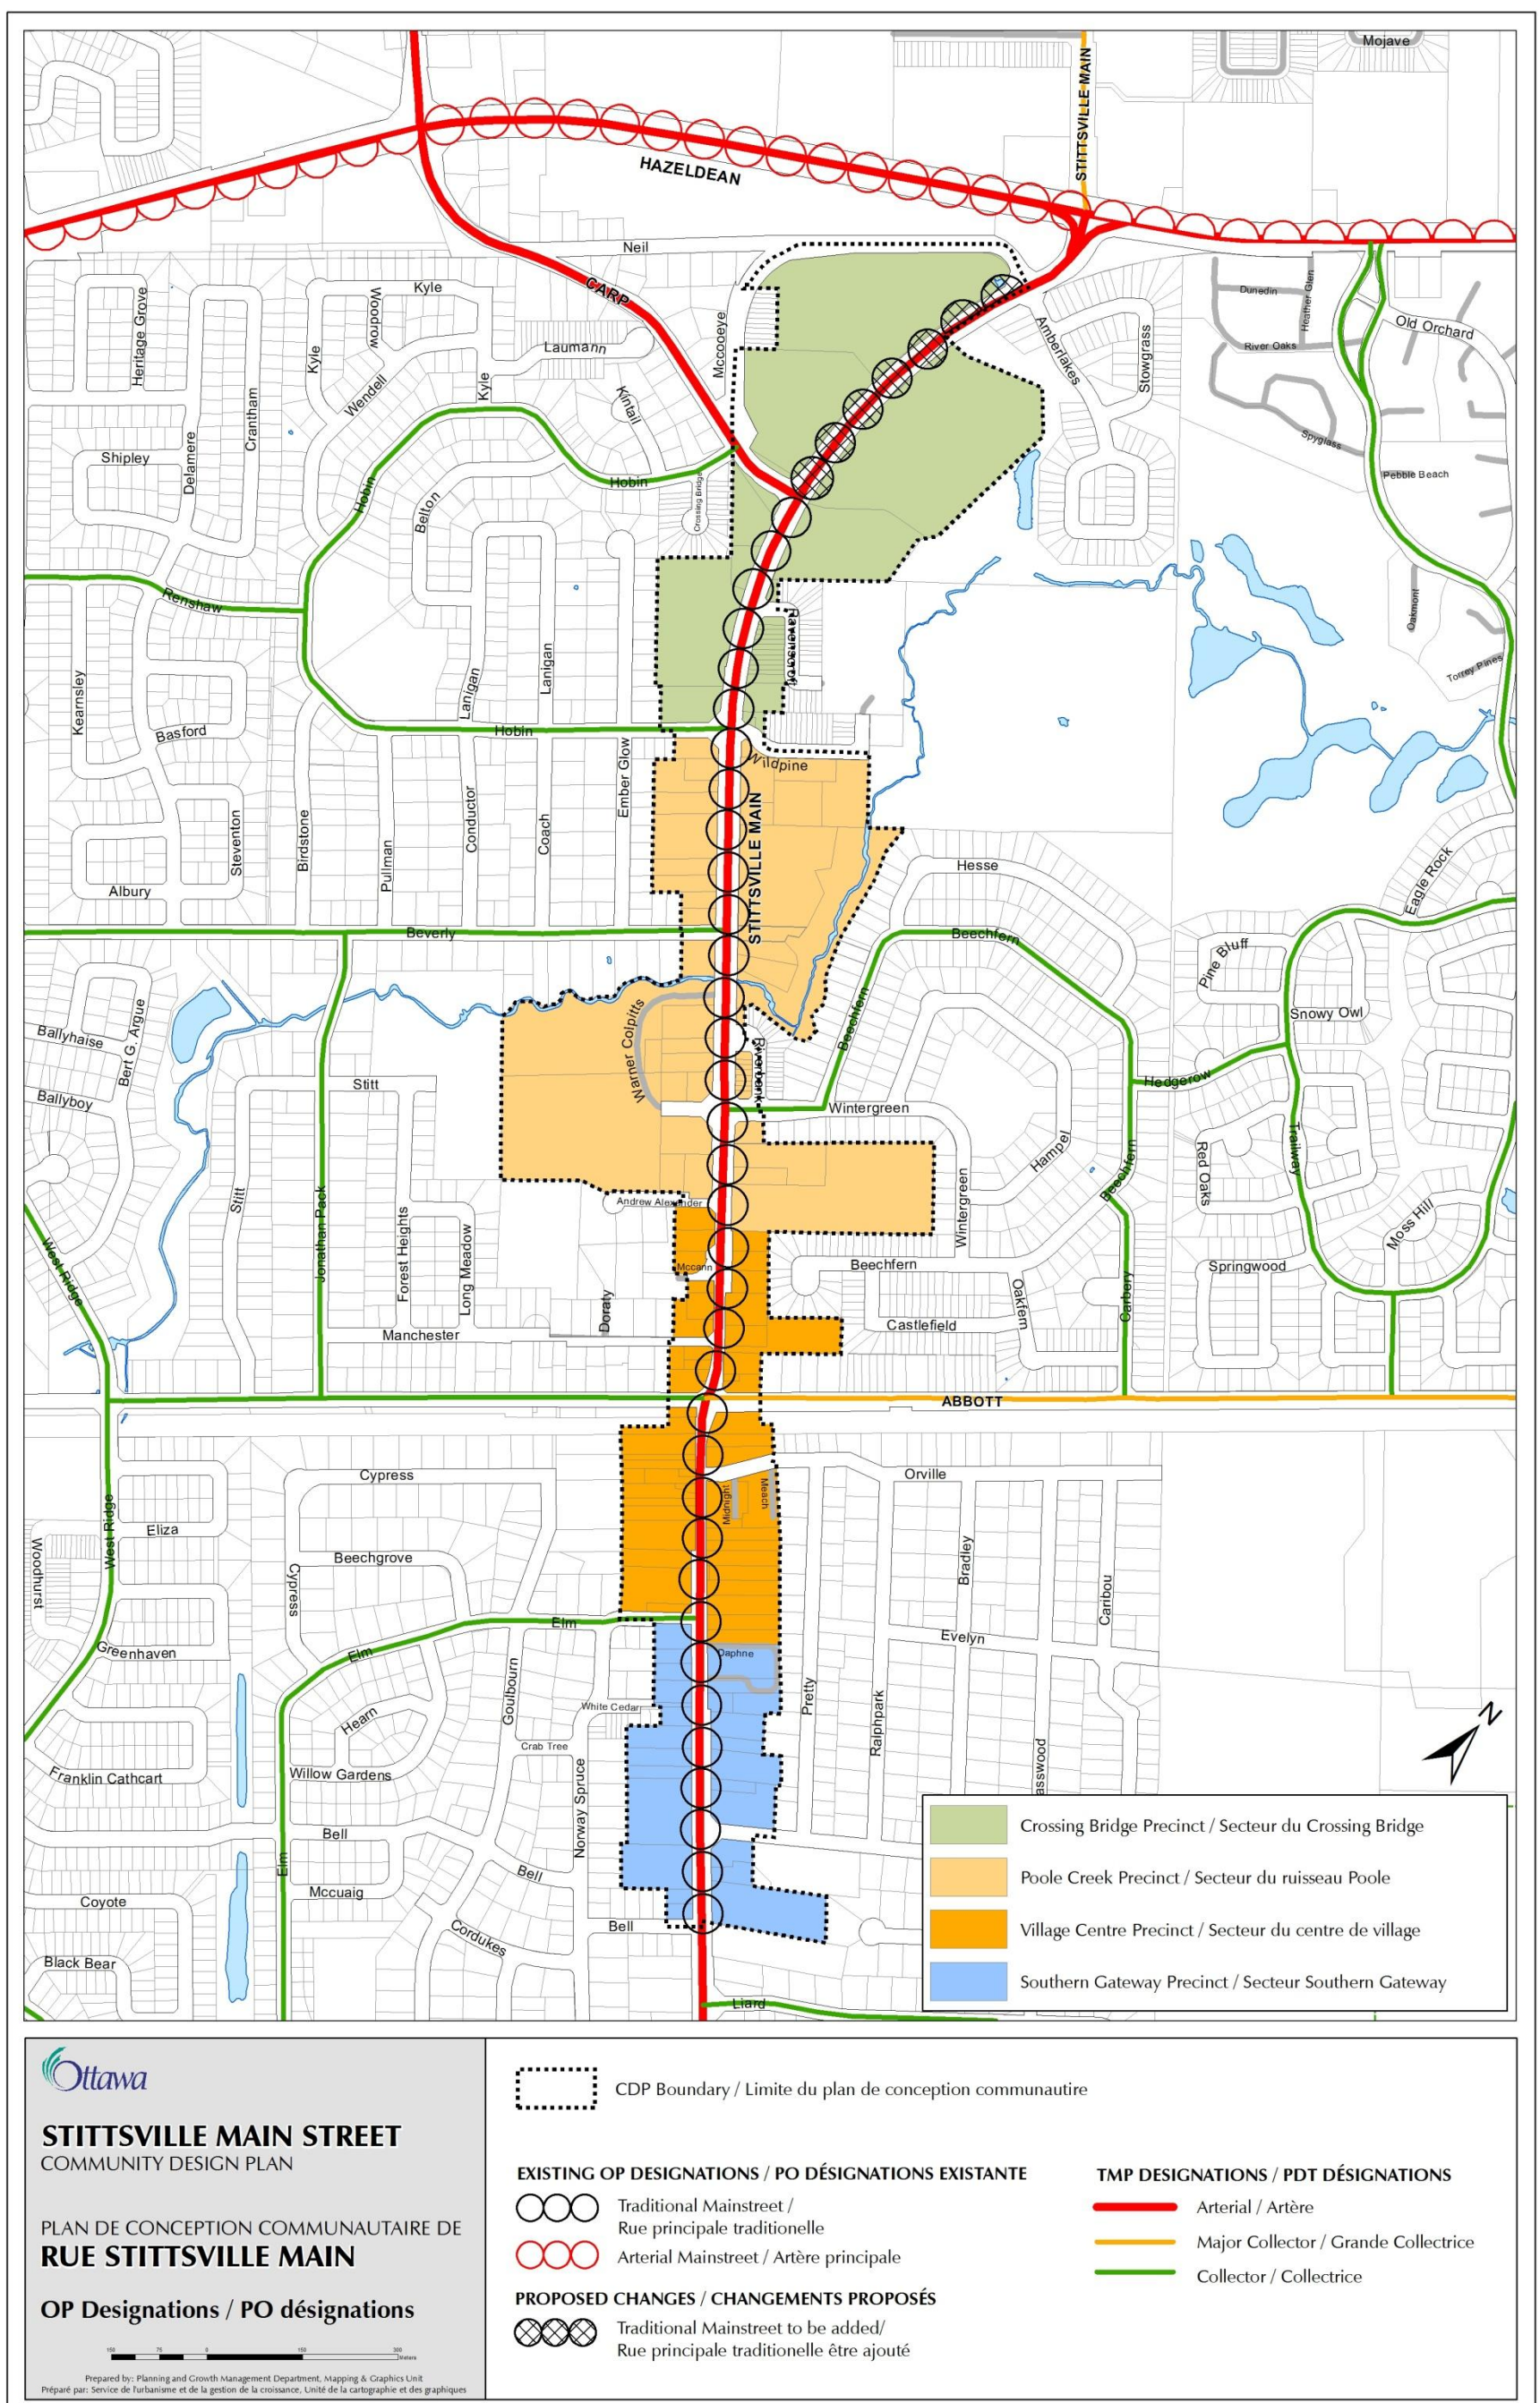 Mojave
STITTSVILLE MAIN
HAZELDEAN
Neil
CARP
Kyle
Woodrow
Heritage Grove
Kyle
Laumann
Mccooeye
Dunedin
Heather Glen
Old Orchard
River Oaks
Amberlakes
Stowgrass
Wendell
Kyle
Kintail
Crantham
Delamere
Shipley
Spyglass
Pebble Beach
Hobin
Hobin
Belton
Crossing Bridge
Renshaw
Ravenscroft
Oakmont
Torrey Pines
Kearnsley
Lanigan
Lanigan
Basford
Hobin
Wildpine
Ember Glow
STITTSVILLE MAIN
Steventon
Birdstone
Pullman
Conductor
Coach
Albury
Hesse
Eagle Rock
Beverly
Beechfern
Pine Bluff
Warner Colpitts
Beechfern
Snowy Owl
Ballyhaise
Bert G. Argue
Riverbank
Stitt
Hedgerow
Ballyboy
Wintergreen
Hampel
Trailway
Red Oaks
Beechfern
Stitt
Jonathan Pack
Forest Heights
Long Meadow
Andrew Alexander
Wintergreen
Moss Hill
West Ridge
Mccann
Beechfern
Springwood
Doraty
Oakfern
Carbery
Manchester
Castlefield
ABBOTT
Cypress
Orville
Midnight
Meach
West Ridge
Eliza
Woodhurst
Beechgrove
Cypress
Bradley
Caribou
Elm
Evelyn
Greenhaven
Elm
Daphne
Goulbourn
White Cedar
Pretty
Ralphpark
Hearn
Crab Tree
N
Franklin Cathcart
Willow Gardens
Norway Spruce
asswood
Bell
Elm
Bell
Mccuaig
Coyote
Cordukes
Bell
Black Bear
Liard
Crossing Bridge Precinct / Secteur du Crossing Bridge
Poole Creek Precinct / Secteur du ruisseau Poole
Village Centre Precinct / Secteur du centre de village
Southern Gateway Precinct / Secteur Southern Gateway
Ottawa
STITTSVILLE MAIN STREET
COMMUNITY DESIGN PLAN
PLAN DE CONCEPTION COMMUNAUTAIRE DE
RUE STITTSVILLE MAIN
OP Designations / PO désignations
150 75 0 150 300
Meters
Prepared by: Planning and Growth Management Department, Mapping & Graphics Unit
Préparé par: Service de l'urbanisme et de la gestion de la croissance, Unité de la cartographie et des graphiques
CDP Boundary / Limite du plan de conception communautire
EXISTING OP DESIGNATIONS / PO DÉSIGNATIONS EXISTANTE
Traditional Mainstreet /
Rue principale traditionelle
Arterial Mainstreet / Artère principale
PROPOSED CHANGES / CHANGEMENTS PROPOSÉS
Traditional Mainstreet to be added/
Rue principale traditionelle être ajouté
TMP DESIGNATIONS / PDT DÉSIGNATIONS
Arterial / Artère
Major Collector / Grande Collectrice
Collector / Collectrice